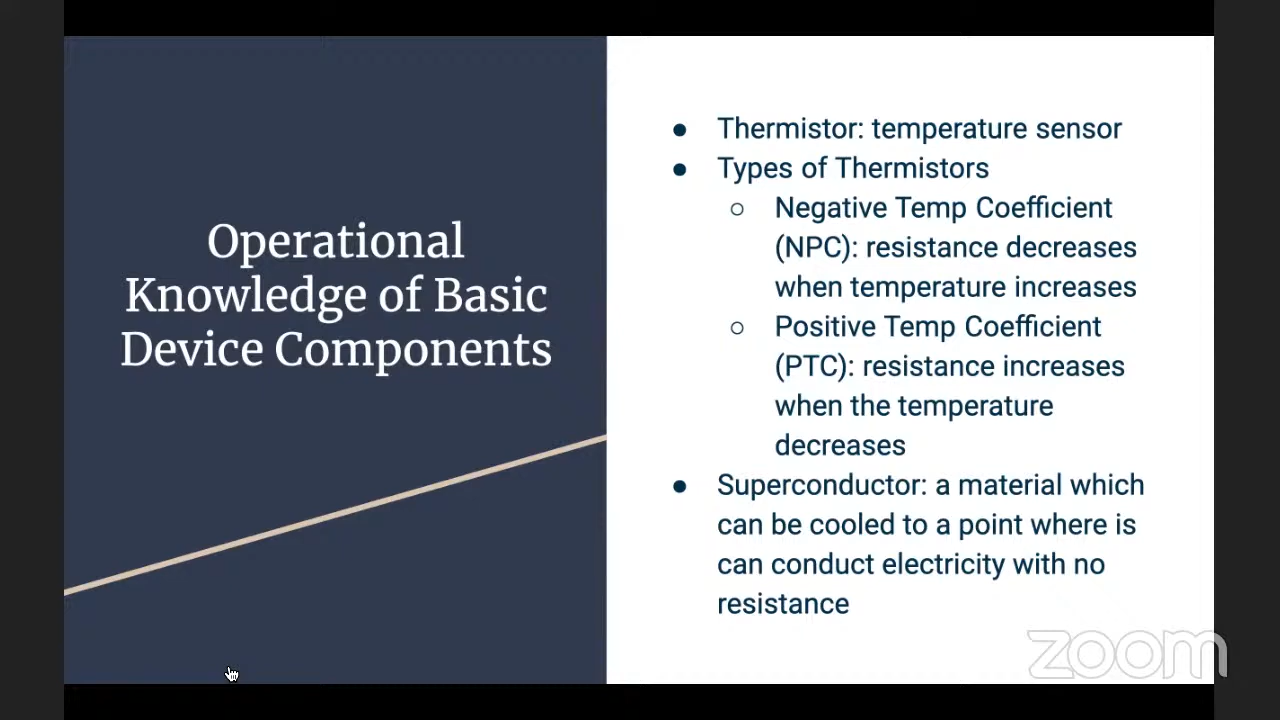 Operational
Knowledge of Basic
Device Components
● Thermistor: temperature sensor
● Types of Thermistors
○ Negative Temp Coefficient
(NPC): resistance decreases
when temperature increases
○ Positive Temp Coefficient
(PTC): resistance increases
when the temperature
decreases
● Superconductor: a material which
can be cooled to a point where is
can conduct electricity with no
resistance
zoom